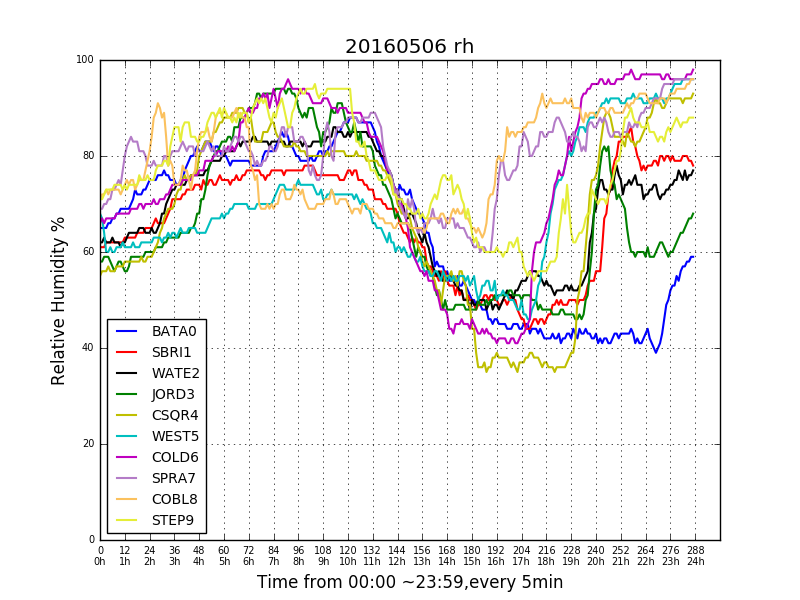 20160506 rh
100
80
60
40
20
0
Relative Humidity %
BATA0
SBRI1
WATE2
JORD3
CSQR4
WEST5
COLD6
SPRA7
COBL8
STEP9
0 12 24 36 48 60 72 84 96 108 120 132 144 156 168 180 192 204 216 228 240 252 264 276 288
0h 1h 2h 3h 4h 5h 6h 7h 8h 9h 10h 11h 12h 13h 14h 15h 16h 17h 18h 19h 20h 21h 22h 23h 24h
Time from 00:00 ~23:59,every 5min